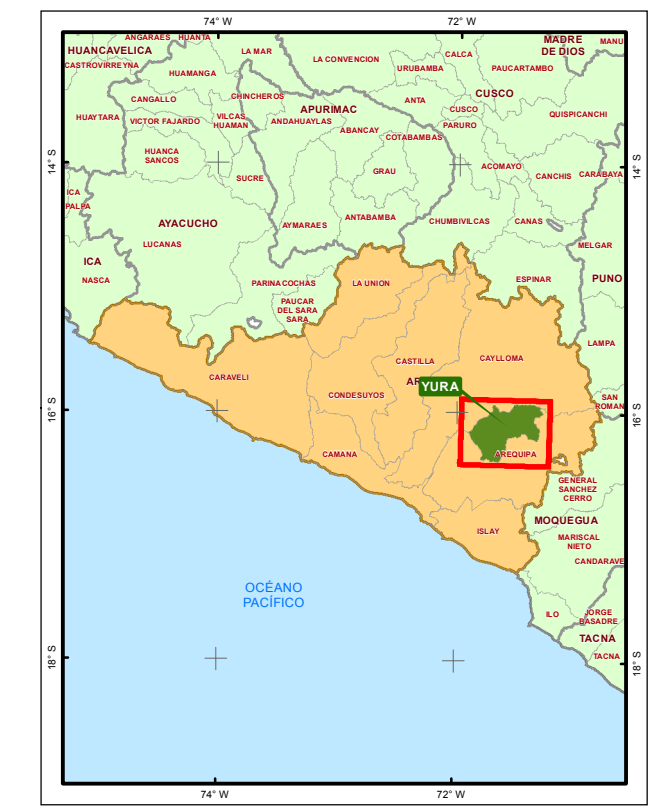 74° W
72° W
ANGARAES
HUANTA
MADRE
DE DIOS
MANU
HUANCAVELICA
LA MAR
LA CONVENCION
CALCA
CASTROVIRREYNA
HUAMANGA
URUBAMBA
PAUCARTAMBO
CANGALLO
CHINCHEROS
ANTA
CUSCO
HUAYTARA
VICTOR FAJARDO
VILCAS
HUAMAN
APURIMAC
ANDAHUAYLAS
ABANCAY
CUSCO
QUISPICANCHI
PARURO
COTABAMBAS
HUANCA
SANCOS
14° S
14° S
SUCRE
GRAU
ACOMAYO
CANCHIS
CARABAYA
ICA
PALPA
AYACUCHO
LUCANAS
AYMARAES
ANTABAMBA
CHUMBIVILCAS
CANAS
MELGAR
ICA
NASCA
PARINACOCHAS
LA UNION
ESPINAR
PUNO
PAUCAR
DEL SARA
SARA
LAMPA
CARAVELI
CASTILLA
CAYLLOMA
AR
YURA
CONDESUYOS
SAN
ROMAN
16° S
16° S
CAMANA
AREQUIPA
GENERAL
SANCHEZ
CERRO
ISLAY
MOQUEGUA
MARISCAL
NIETO
CANDARAVE
OCÉANO
PACÍFICO
ILO
JORGE
BASADRE
TACNA
TACNA
18° S
18° S
74° W
72° W